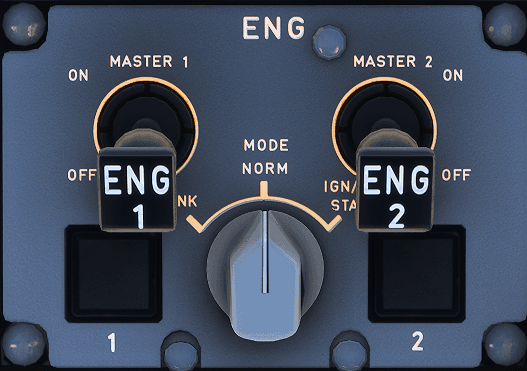 ENG
MASTER 1
MASTER 2
ON
ON
MODE
NORM
OFF
ENG
1
NK
IGN/
STA
ENG
2
OFF
1
2